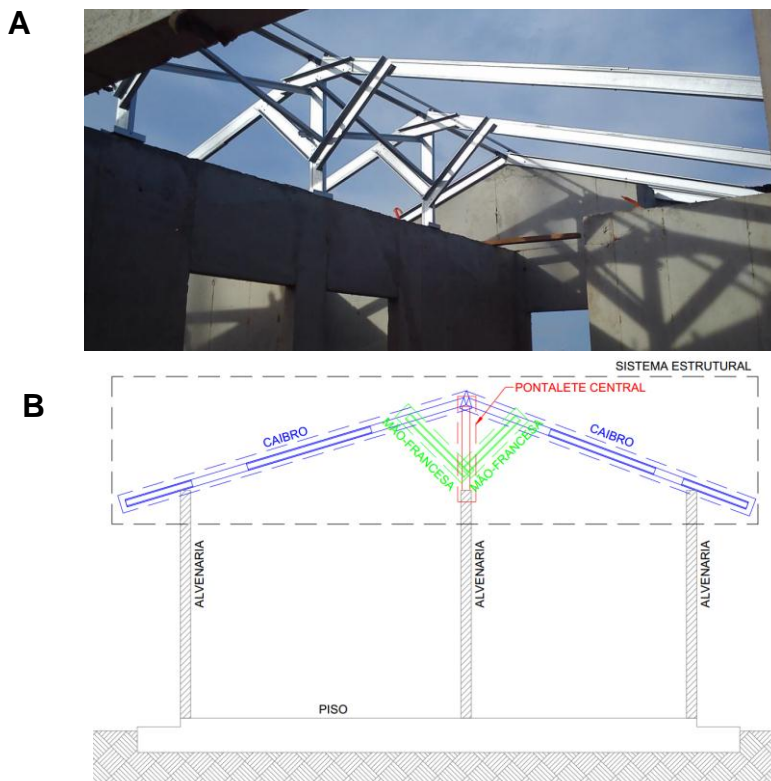 A
SISTEMA ESTRUTURAL
B
PONTALETE CENTRAL
CAIBRO
MÃO-FRANCESA
MÃO-FRANCESA
CAIBRO
ALVENARIA
ALVENARIA
ALVENARIA
PISO